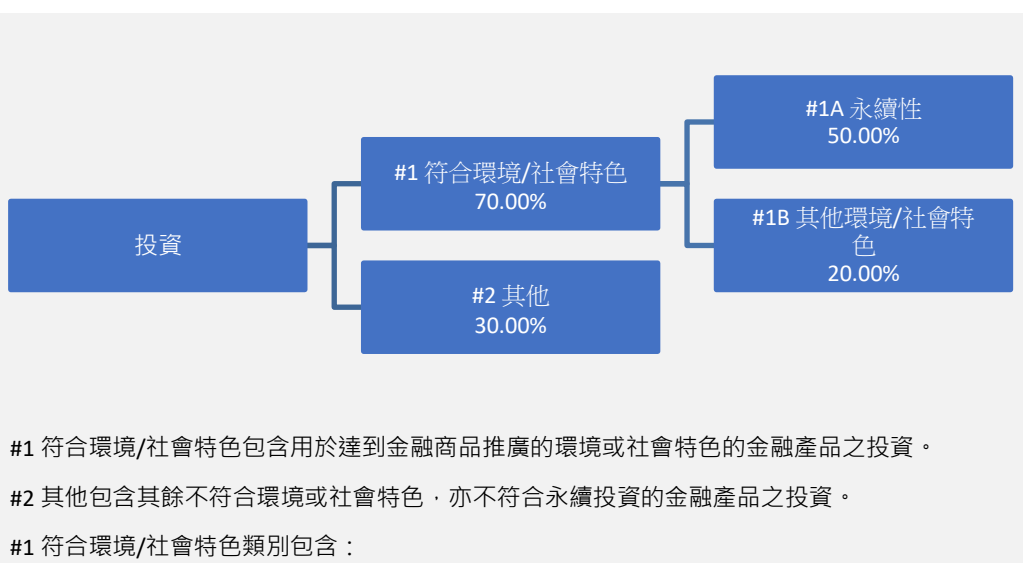 #1A 永續性
50.00%
#1 符合環境/社會特色
70.00%
#1B 其他環境/社會特
色
20.00%
投資
#2 其他
30.00%
#1 符合環境/社會特色包含用於達到金融商品推廣的環境或社會特色的金融產品之投資。
#2 其他包含其餘不符合環境或社會特色，亦不符合永續投資的金融產品之投資。
#1 符合環境/社會特色類別包含：